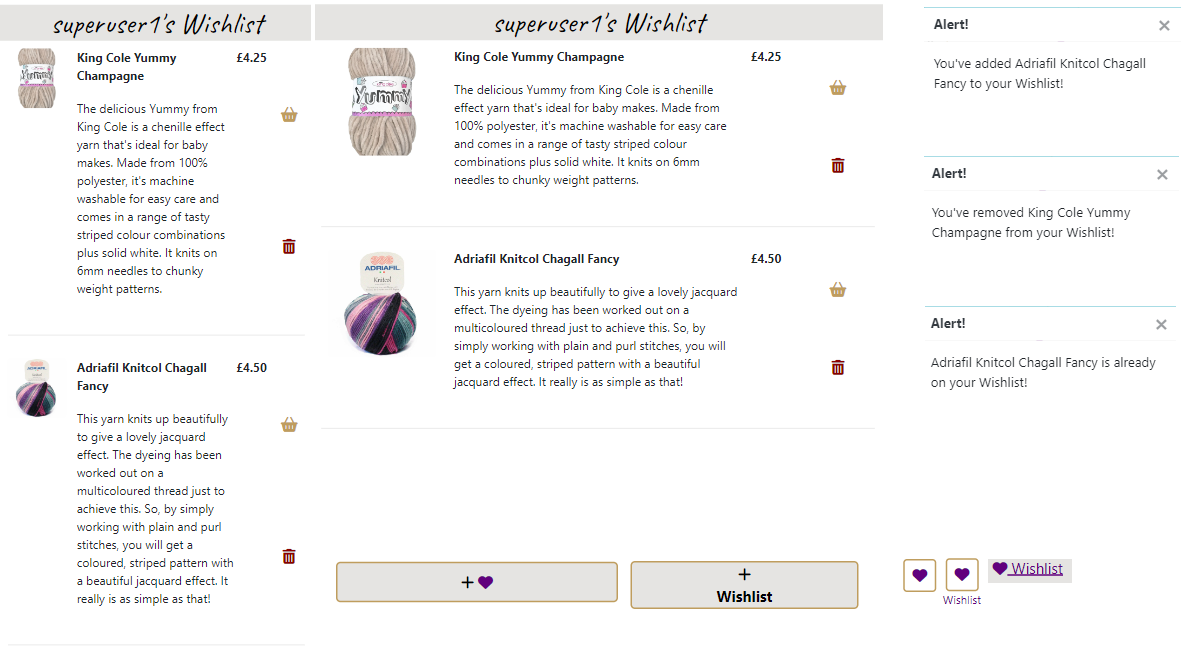 superuser1's Wishlist
King Cole Yummy
Champagne
£4.25
The delicious Yummy from
King Cole is a chenille effect
yarn that's ideal for baby
makes. Made from 100%
polyester, it's machine
washable for easy care and
comes in a range of tasty
striped colour combinations
plus solid white. It knits on
6mm needles to chunky
weight patterns.
ADRIAFIL
Adriafil Knitcol Chagall
Fancy
£4.50
This yarn knits up beautifully
to give a lovely jacquard
effect. The dyeing has been
worked out on a
multicoloured thread just to
achieve this. So, by simply
working with plain and purl
stitches, you will get a
coloured, striped pattern with
a beautiful jacquard effect. It
really is as simple as that!
superuser1's Wishlist
Yummy
King Cole Yummy Champagne
£4.25
The delicious Yummy from King Cole is a chenille
effect yarn that's ideal for baby makes. Made from
100% polyester, it's machine washable for easy care
and comes in a range of tasty striped colour
combinations plus solid white. It knits on 6mm
needles to chunky weight patterns.
ADRIAFIL
Knitcol
Adriafil Knitcol Chagall Fancy
£4.50
This yarn knits up beautifully to give a lovely jacquard
effect. The dyeing has been worked out on a
multicoloured thread just to achieve this. So, by
simply working with plain and purl stitches, you will
get a coloured, striped pattern with a beautiful
jacquard effect. It really is as simple as that!
+
+
Wishlist
Alert!
×
You've added Adriafil Knitcol Chagall
Fancy to your Wishlist!
Alert!
×
You've removed King Cole Yummy
Champagne from your Wishlist!
Alert!
×
Adriafil Knitcol Chagall Fancy is already
on your Wishlist!
Wishlist
Wishlist